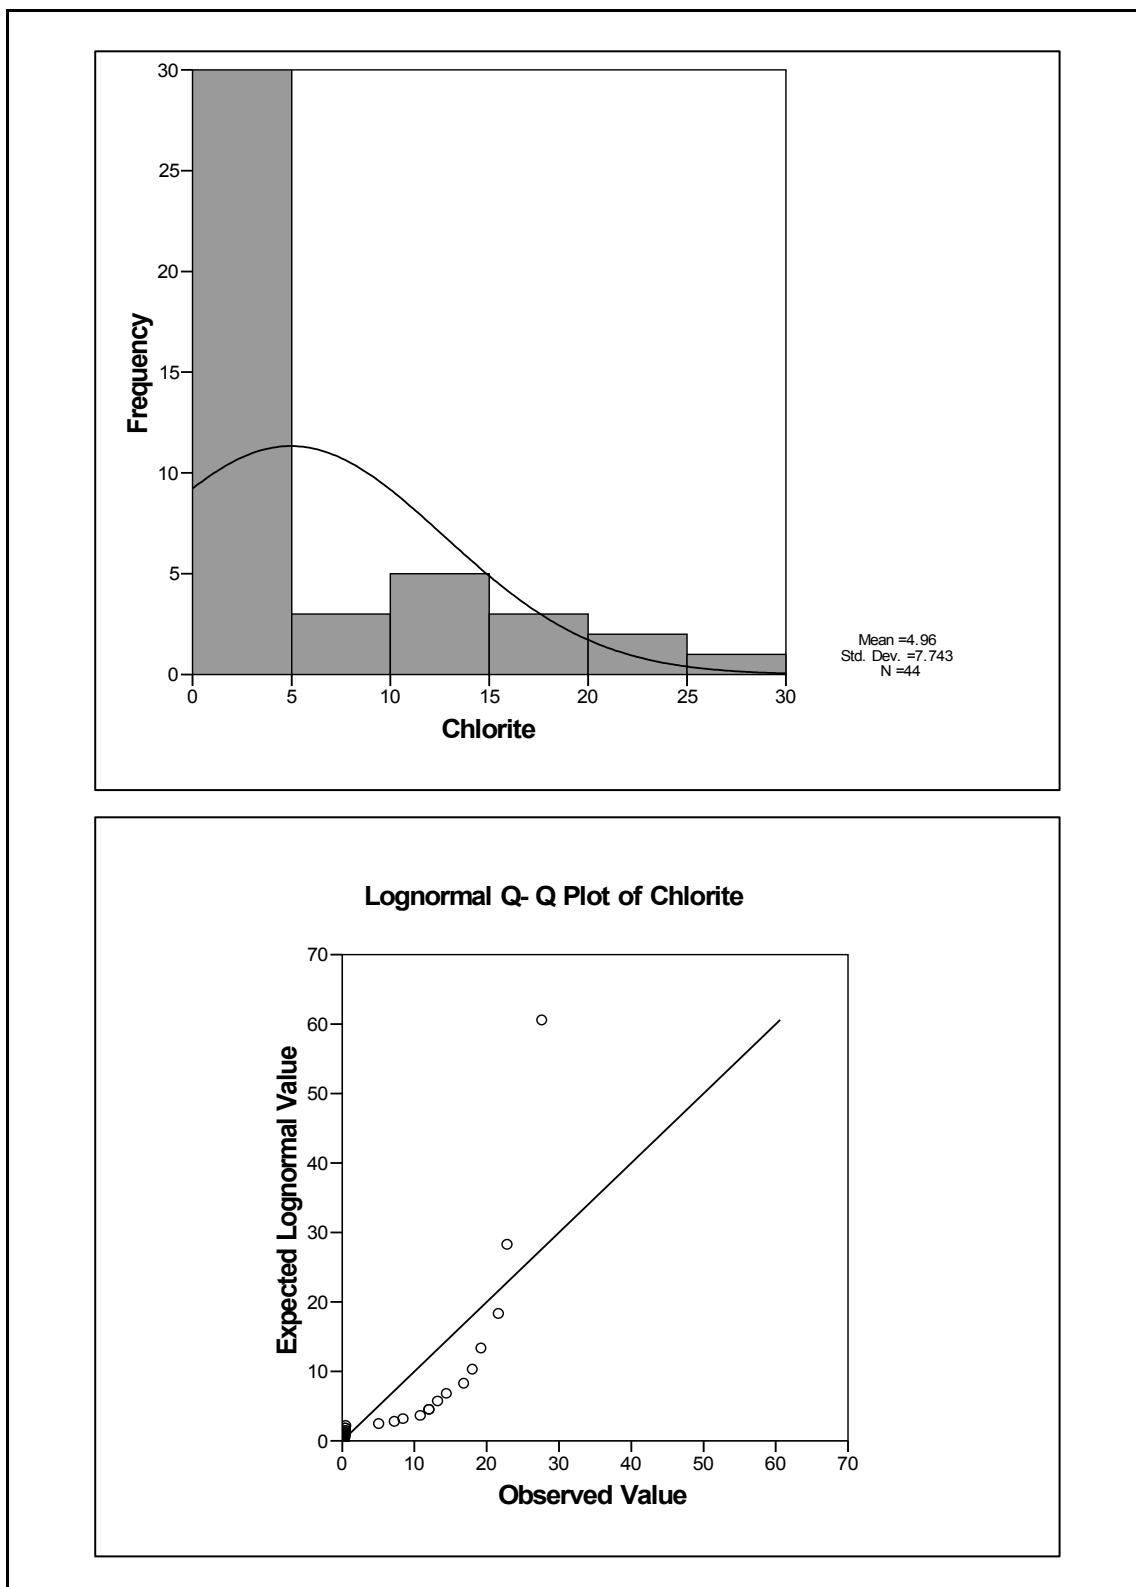 30
25
20
15
10
5
0
Frequency
0 5 10 15 20 25 30
Chlorite
Mean =4.96
Std. Dev. =7.743
N =44
Lognormal Q- Q Plot of Chlorite
70
60
50
40
30
20
10
0
Expected Lognormal Value
0 10 20 30 40 50 60 70
Observed Value